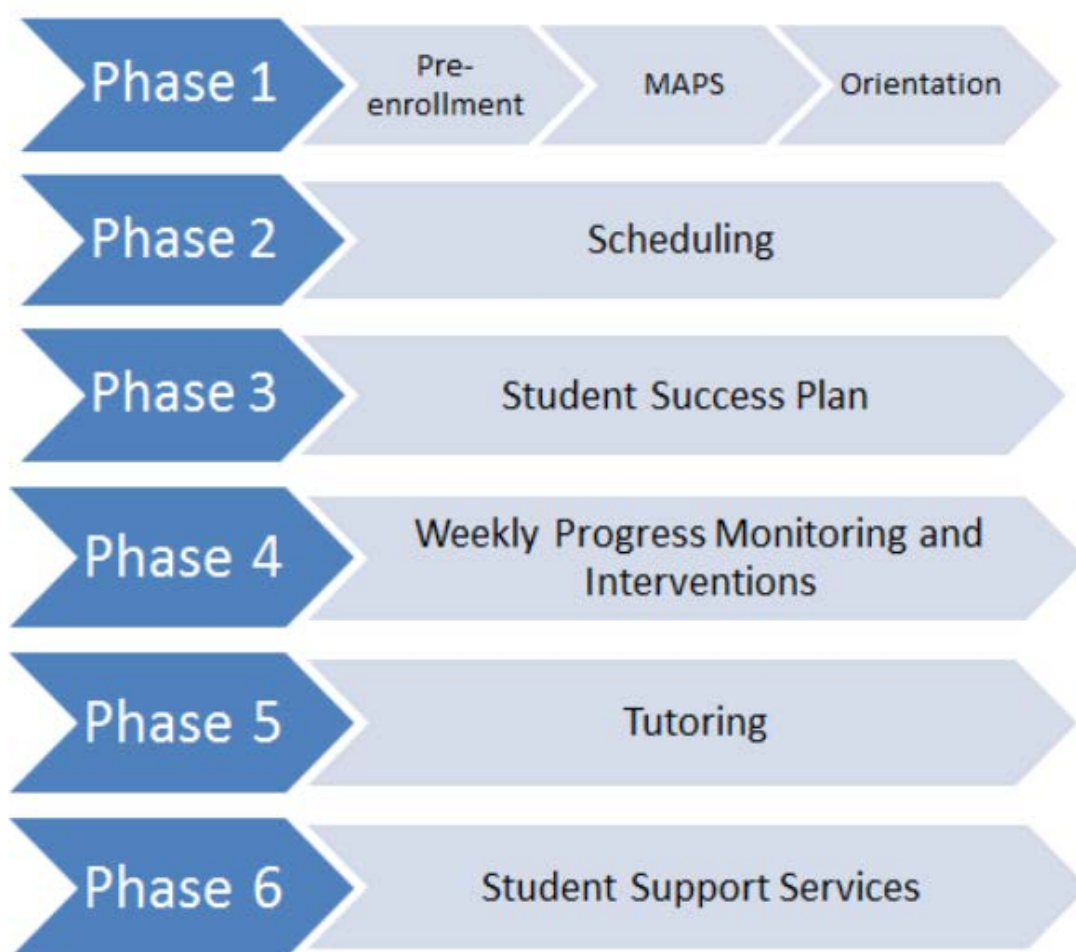 Phase 1
Pre-
enrollment
MAPS
Orientation
Phase 2
Scheduling
Phase 3
Student Success Plan
Phase 4
Weekly Progress Monitoring and
Interventions
Phase 5
Tutoring
Phase 6
Student Support Services